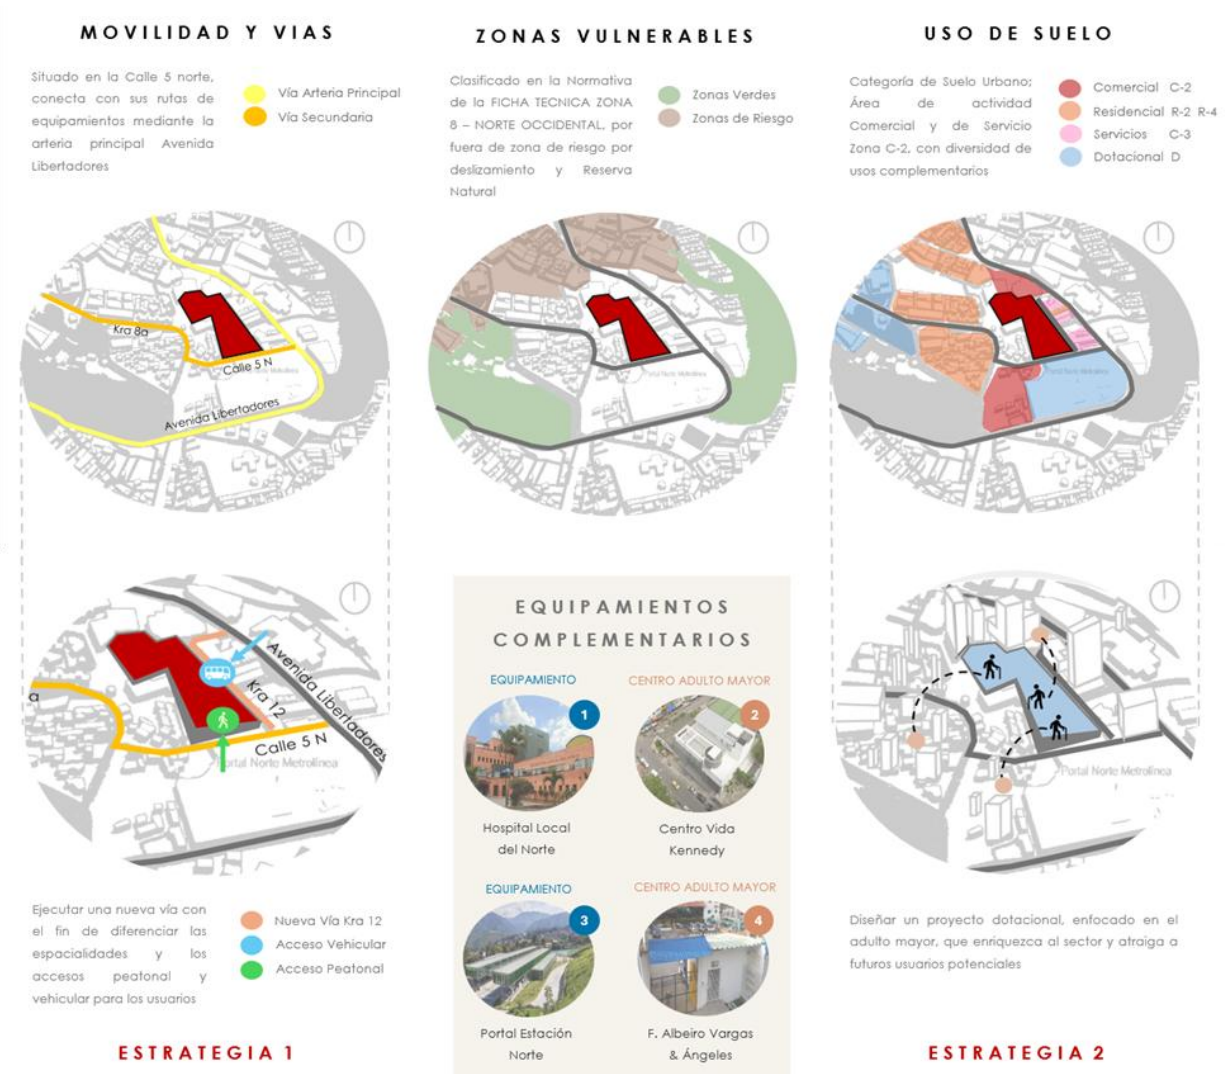 MOVILIDAD Y VIAS
Situado en la Calle 5 norte,
conecta con sus rutas de
equipamientos mediante la
arteria principal Avenida
Libertadores
Vía Arteria Principal
Vía Secundaria
Kra 8a
Calle 5 N
Portal Norte Metrolínea
Avenida Libertadores
ZONAS VULNERABLES
Clasificado en la Normativa
de la FICHA TECNICA ZONA
8 – NORTE OCCIDENTAL, por
fuera de zona de riesgo por
deslizamiento y Reserva
Natural
Zonas Verdes
Zonas de Riesgo
Portal Norte Metrolínea
USO DE SUELO
Categoría de Suelo Urbano;
Área de actividad
Comercial y de Servicio
Zona C-2, con diversidad de
usos complementarios
Comercial C-2
Residencial R-2 R-4
Servicios C-3
Dotacional D
Portal Norte Metrolínea
a
Avenida Libertadores
Kra 12
Calle 5 N
Portal Norte Metrolínea
Ejecutar una nueva vía con
el fin de diferenciar las
espacialidades y los
accesos peatonal y
vehicular para los usuarios
Nueva Vía Kra 12
Acceso Vehicular
Acceso Peatonal
ESTRATEGIA 1
EQUIPAMIENTOS
COMPLEMENTARIOS
EQUIPAMIENTO
1
Hospital Local
del Norte
CENTRO ADULTO MAYOR
2
Centro Vida
Kennedy
EQUIPAMIENTO
3
Portal Estación
Norte
CENTRO ADULTO MAYOR
4
F. Albeiro Vargas
& Ángeles
Portal Norte Metrolínea
Diseñar un proyecto dotacional, enfocado en el
adulto mayor, que enriquezca al sector y atraiga a
futuros usuarios potenciales
ESTRATEGIA 2